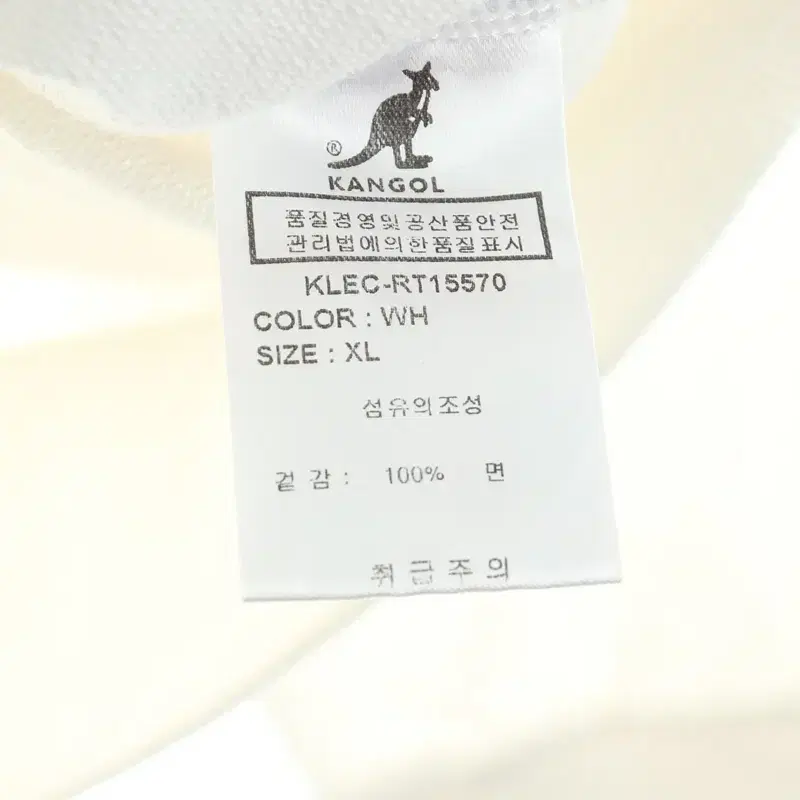 ®
KANGOL
품질경영및공산품안전
관리법에의한품질표시
KLEC-RT15570
COLOR : WH
SIZE : XL
섬유의조성
겉감 : 100% 면
취급주의